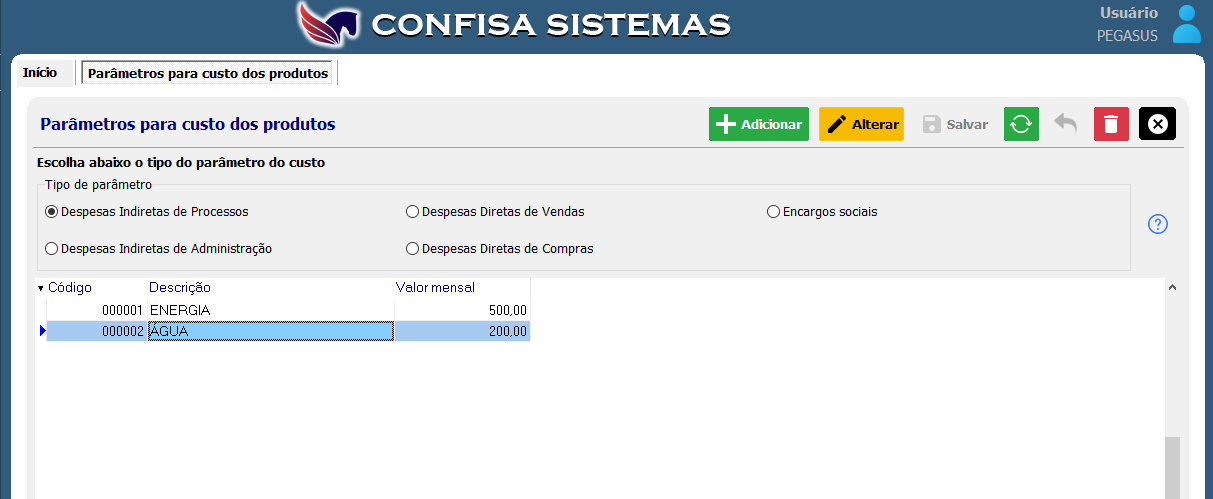 CONFISA SISTEMAS
Usuário
PEGASUS
Início Parâmetros para custo dos produtos
Parâmetros para custo dos produtos Adicionar Alterar Salvar
Escolha abaixo o tipo do parâmetro do custo
Tipo de parâmetro
Despesas Indiretas de Processos Despesas Diretas de Vendas Encargos sociais
?
Despesas Indiretas de Administração Despesas Diretas de Compras
Código Descrição Valor mensal
000001 ENERGIA 500,00
000002 ÁGUA 200,00